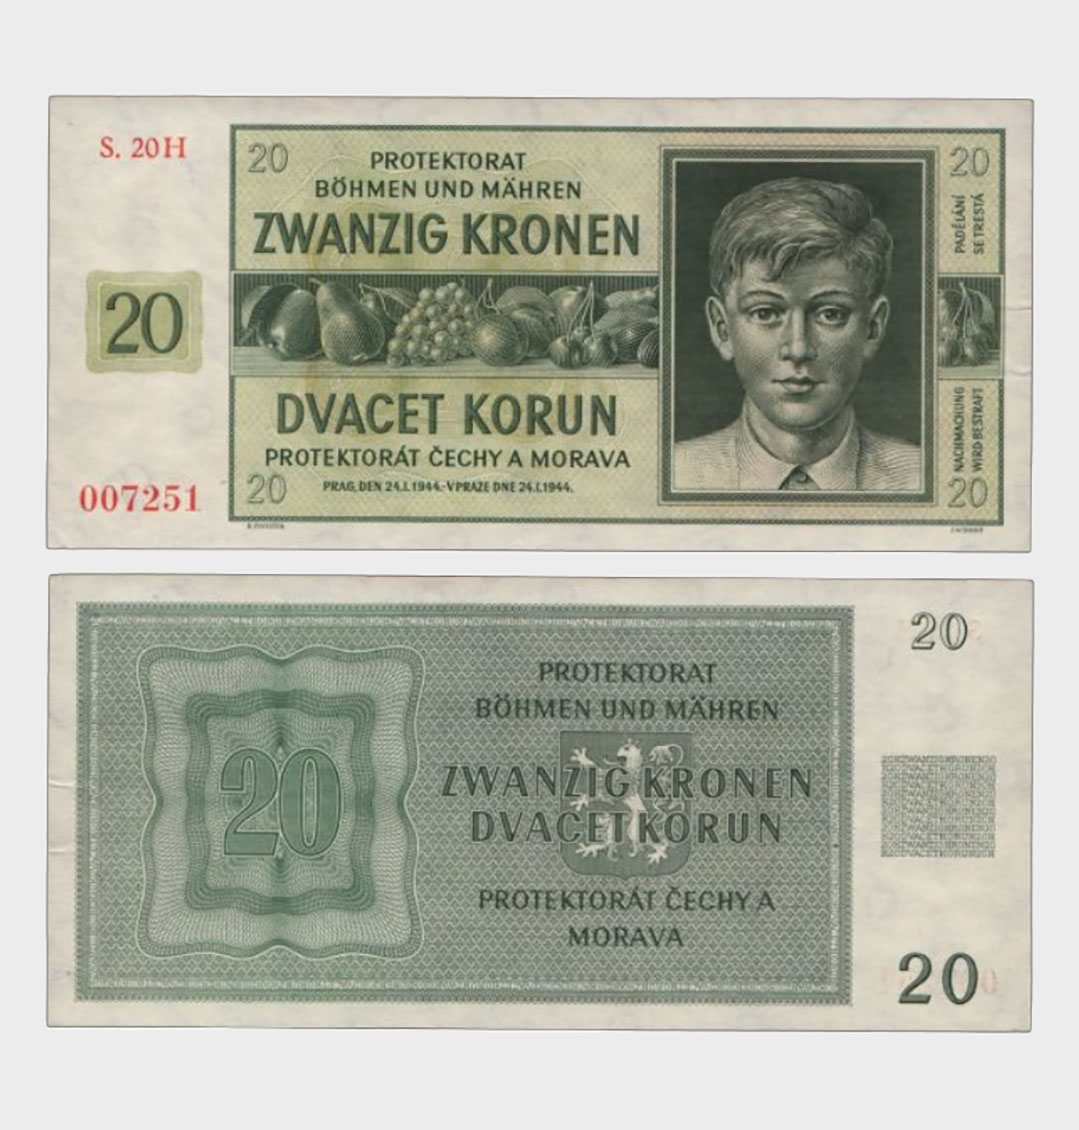 S. 20H
20
PROTEKTORAT
BÖHMEN UND MÄHREN
ZWANZIG KRONEN
20
PADĚLÁNÍ
SE TRESTÁ
20
DVACET KORUN
PROTEKTORÁT ČECHY A MORAVA
007251
20
PRAG, DEN 24.I.1944.-V PRAZE DNE 24.I.1944.
NACHMACHUNG
WIRD BESTRAFT
20
20
PROTEKTORAT
BÖHMEN UND MÄHREN
20
ZWANZIG KRONEN
DVACET KORUN
PROTEKTORÁT ČECHY A
MORAVA
20